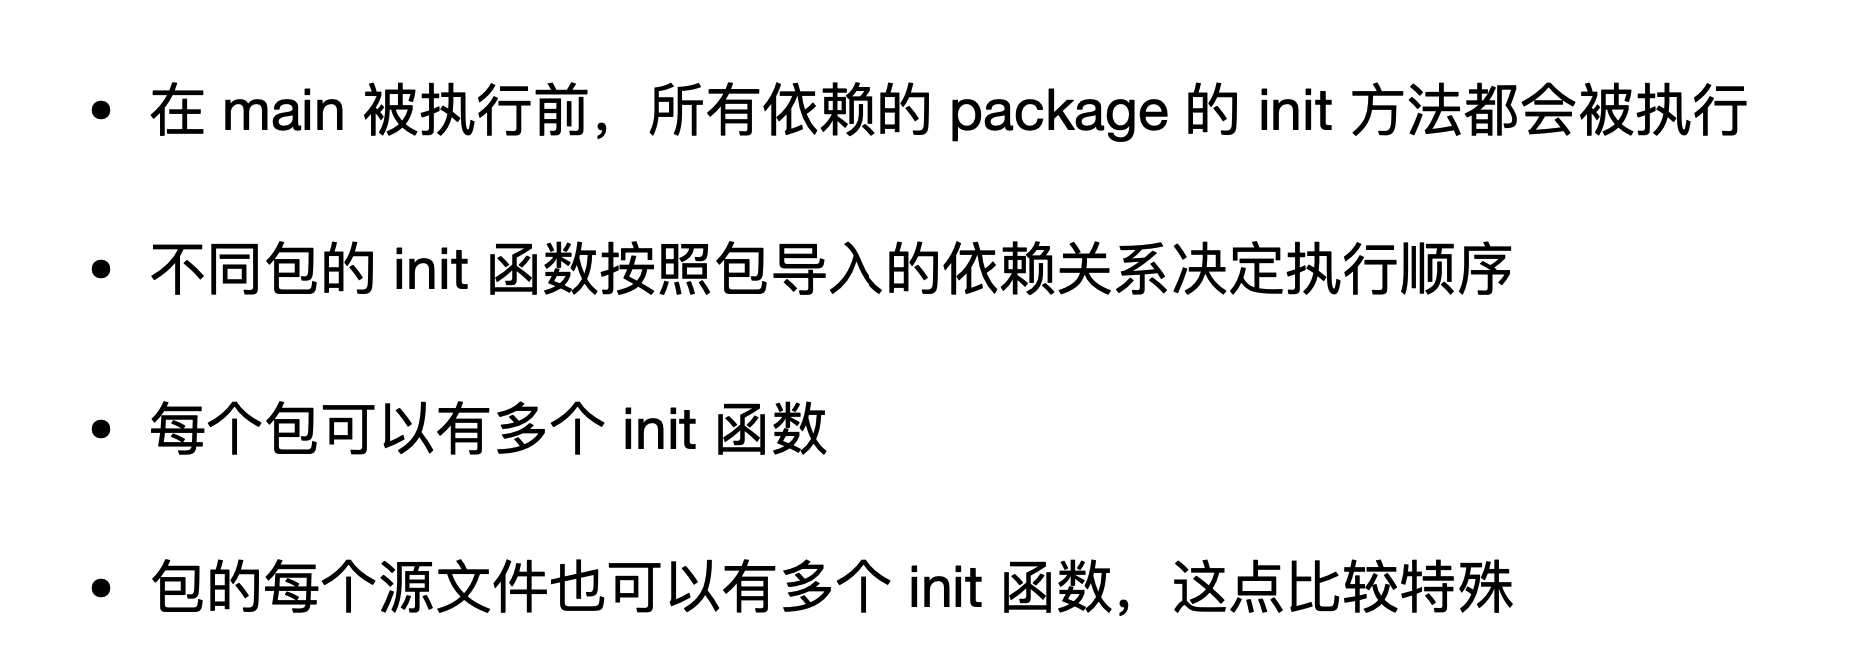 • 在 main 被执行前，所有依赖的 package 的 init 方法都会被执行
• 不同包的 init 函数按照包导入的依赖关系决定执行顺序
• 每个包可以有多个 init 函数
• 包的每个源文件也可以有多个 init 函数，这点比较特殊